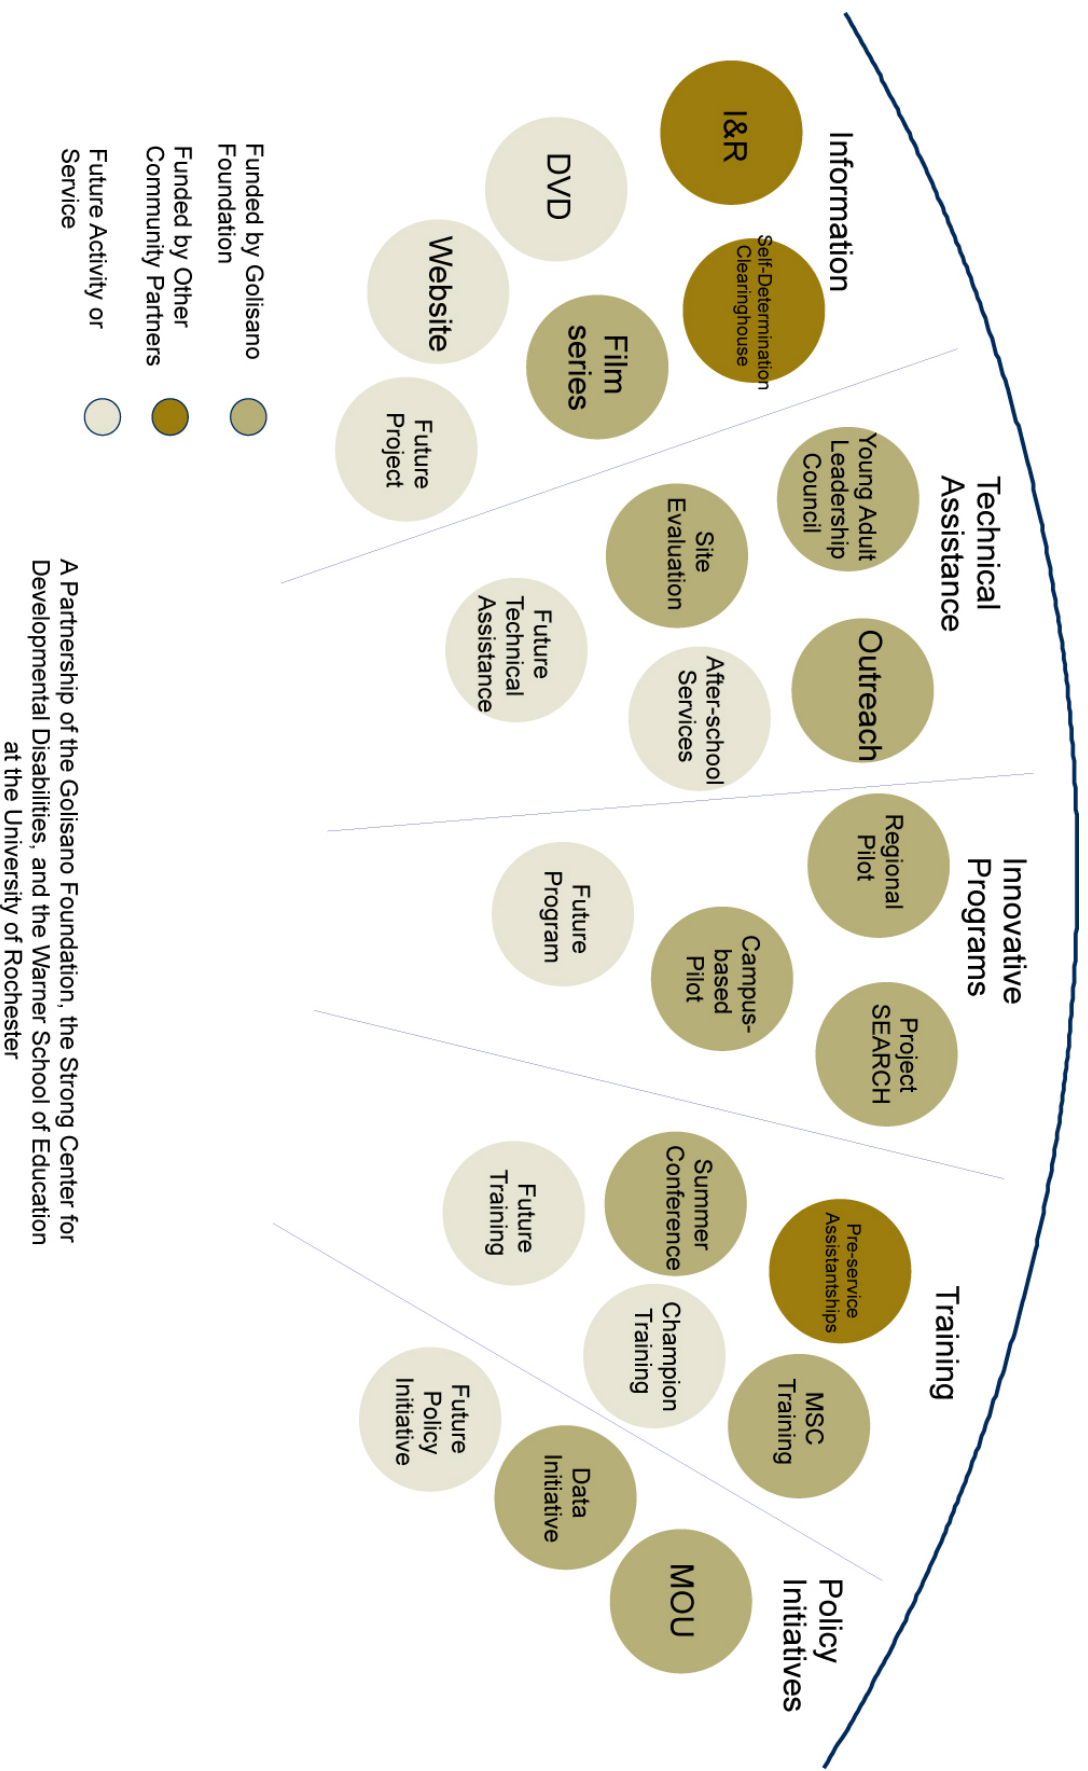 Information
I&R
Self-Determination
Clearinghouse
DVD
Film
series
Website
Future
Project
Technical
Assistance
Young Adult
Leadership
Council
Outreach
Site
Evaluation
After-school
Services
Future
Technical
Assistance
Innovative
Programs
Regional
Pilot
Project
SEARCH
Campus-
based
Pilot
Future
Program
Training
Pre-service
Assistantships
MSC
Training
Summer
Conference
Champion
Training
Future
Training
Policy
Initiatives
MOU
Data
Initiative
Future
Policy
Initiative
Funded by Golisano
Foundation
Funded by Other
Community Partners
Future Activity or
Service
A Partnership of the Golisano Foundation, the Strong Center for
Developmental Disabilities, and the Warner School of Education
at the University of Rochester